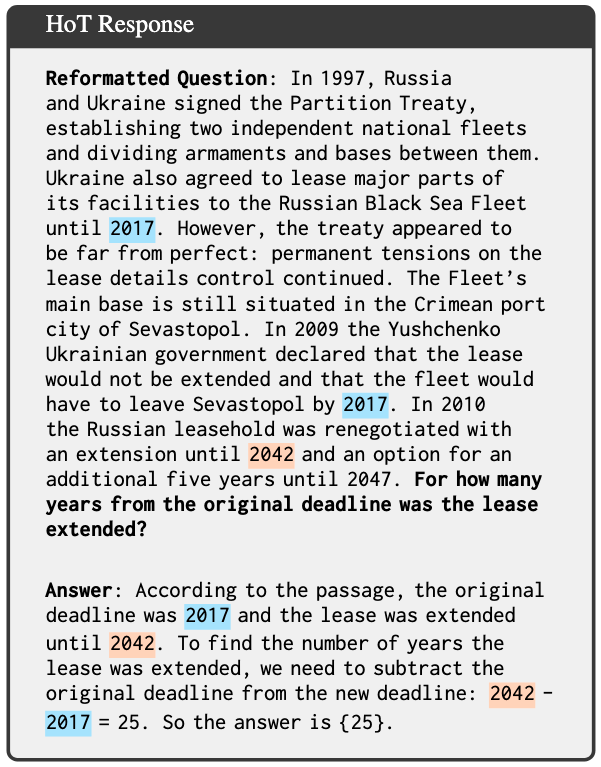 HoT Response
Reformatted Question: In 1997, Russia
and Ukraine signed the Partition Treaty,
establishing two independent national fleets
and dividing armaments and bases between them.
Ukraine also agreed to lease major parts of
its facilities to the Russian Black Sea Fleet
until 2017. However, the treaty appeared to
be far from perfect: permanent tensions on the
lease details control continued. The Fleet’s
main base is still situated in the Crimean port
city of Sevastopol. In 2009 the Yushchenko
Ukrainian government declared that the lease
would not be extended and that the fleet would
have to leave Sevastopol by 2017. In 2010
the Russian leasehold was renegotiated with
an extension until 2042 and an option for an
additional five years until 2047. For how many
years from the original deadline was the lease
extended?
Answer: According to the passage, the original
deadline was 2017 and the lease was extended
until 2042. To find the number of years the
lease was extended, we need to subtract the
original deadline from the new deadline: 2042 –
2017 = 25. So the answer is {25}.